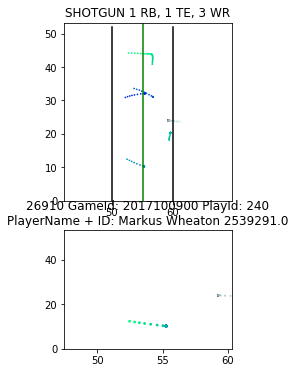 SHOTGUN 1 RB, 1 TE, 3 WR
50
40
30
20
10
0
50 60
26910 GameId: 2017100900 PlayId: 240
PlayerName + ID: Markus Wheaton 2539291.0
40
20
0
50 55 60